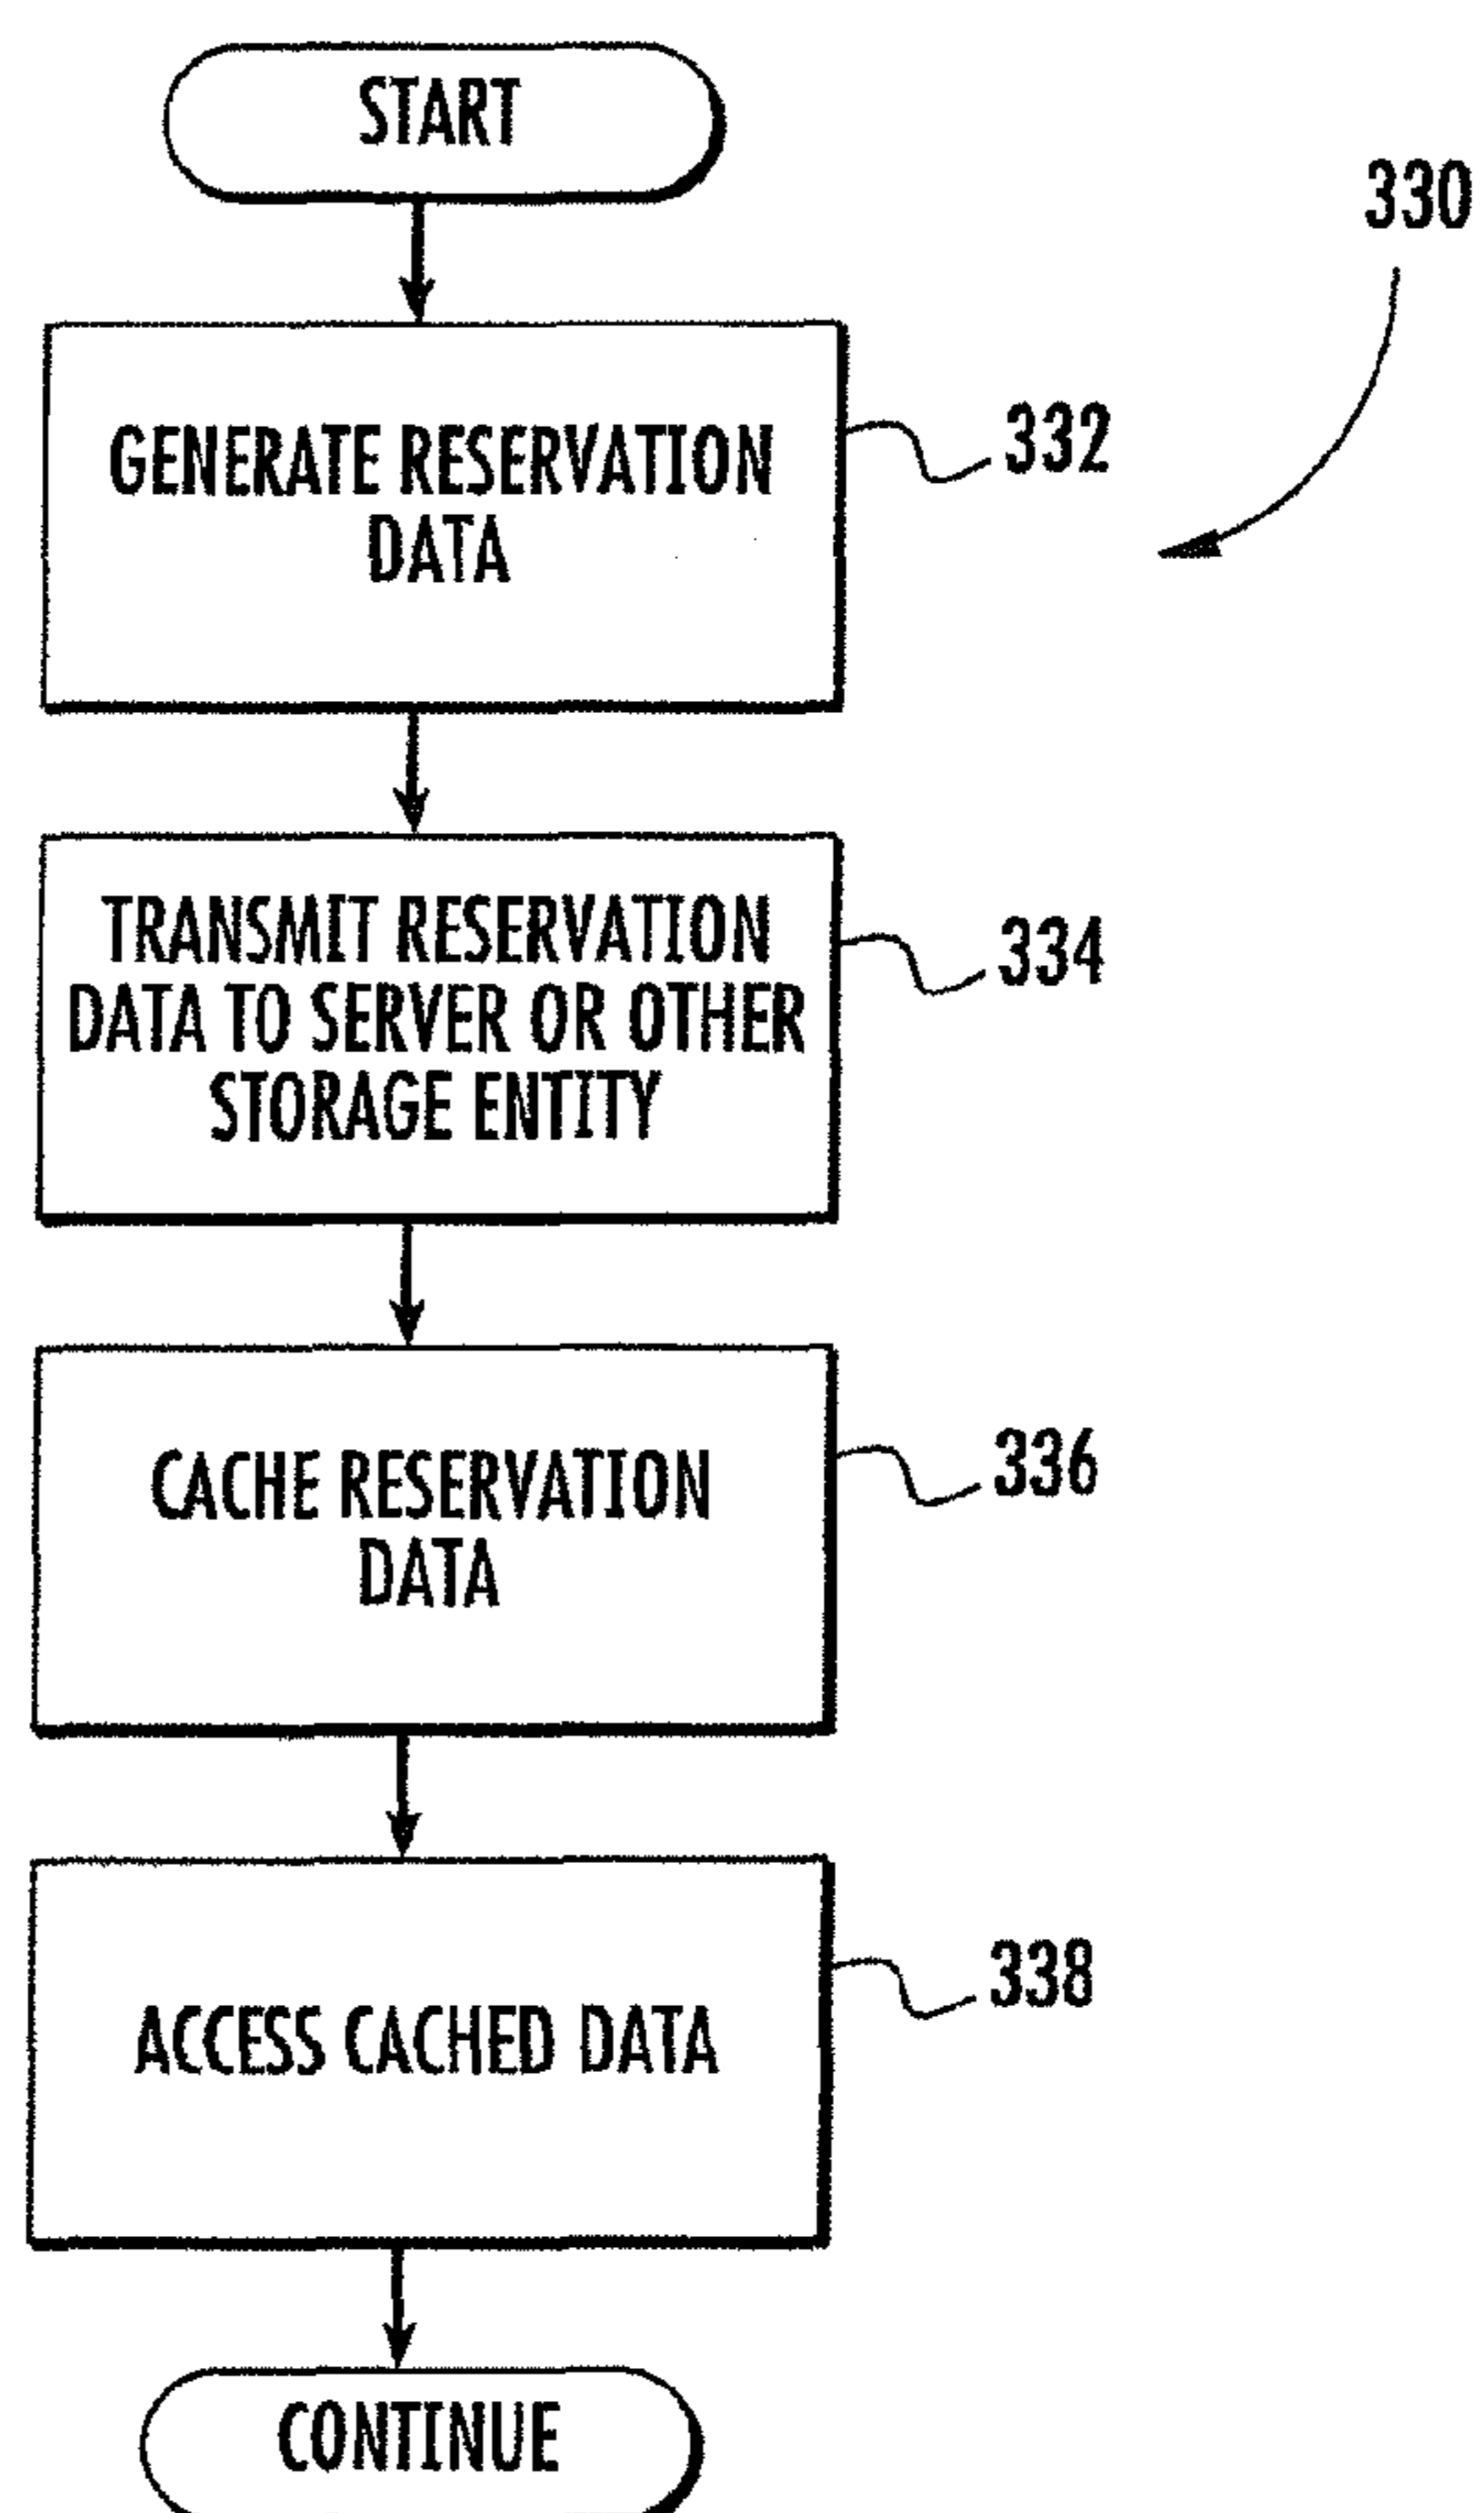 START
330
GENERATE RESERVATION
DATA
332
TRANSMIT RESERVATION
DATA TO SERVER OR OTHER
STORAGE ENTITY
334
CACHE RESERVATION
DATA
336
ACCESS CACHED DATA
338
CONTINUE